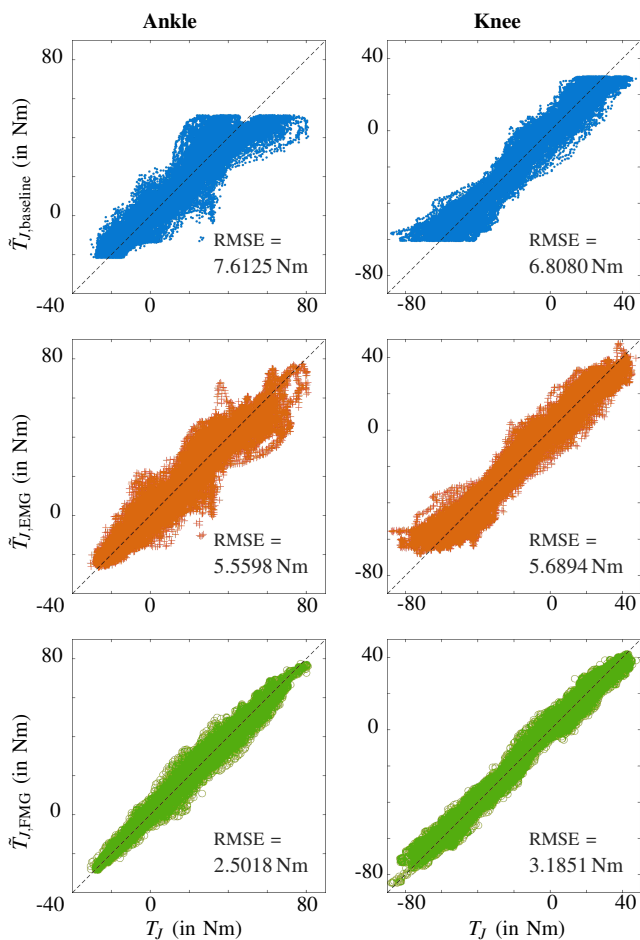 Ankle Knee
80
0
-40
T̃J,baseline (in Nm)
RMSE =
7.6125 Nm
0 80
40
0
-80
RMSE =
6.8080 Nm
-80 0 40
80
0
-40
T̃J,EMG (in Nm)
RMSE =
5.5598 Nm
0 80
40
0
-80
RMSE =
5.6894 Nm
-80 0 40
80
0
-40
T̃J,FMG (in Nm)
RMSE =
2.5018 Nm
0 80
TJ (in Nm)
40
0
-80
RMSE =
3.1851 Nm
-80 0 40
TJ (in Nm)